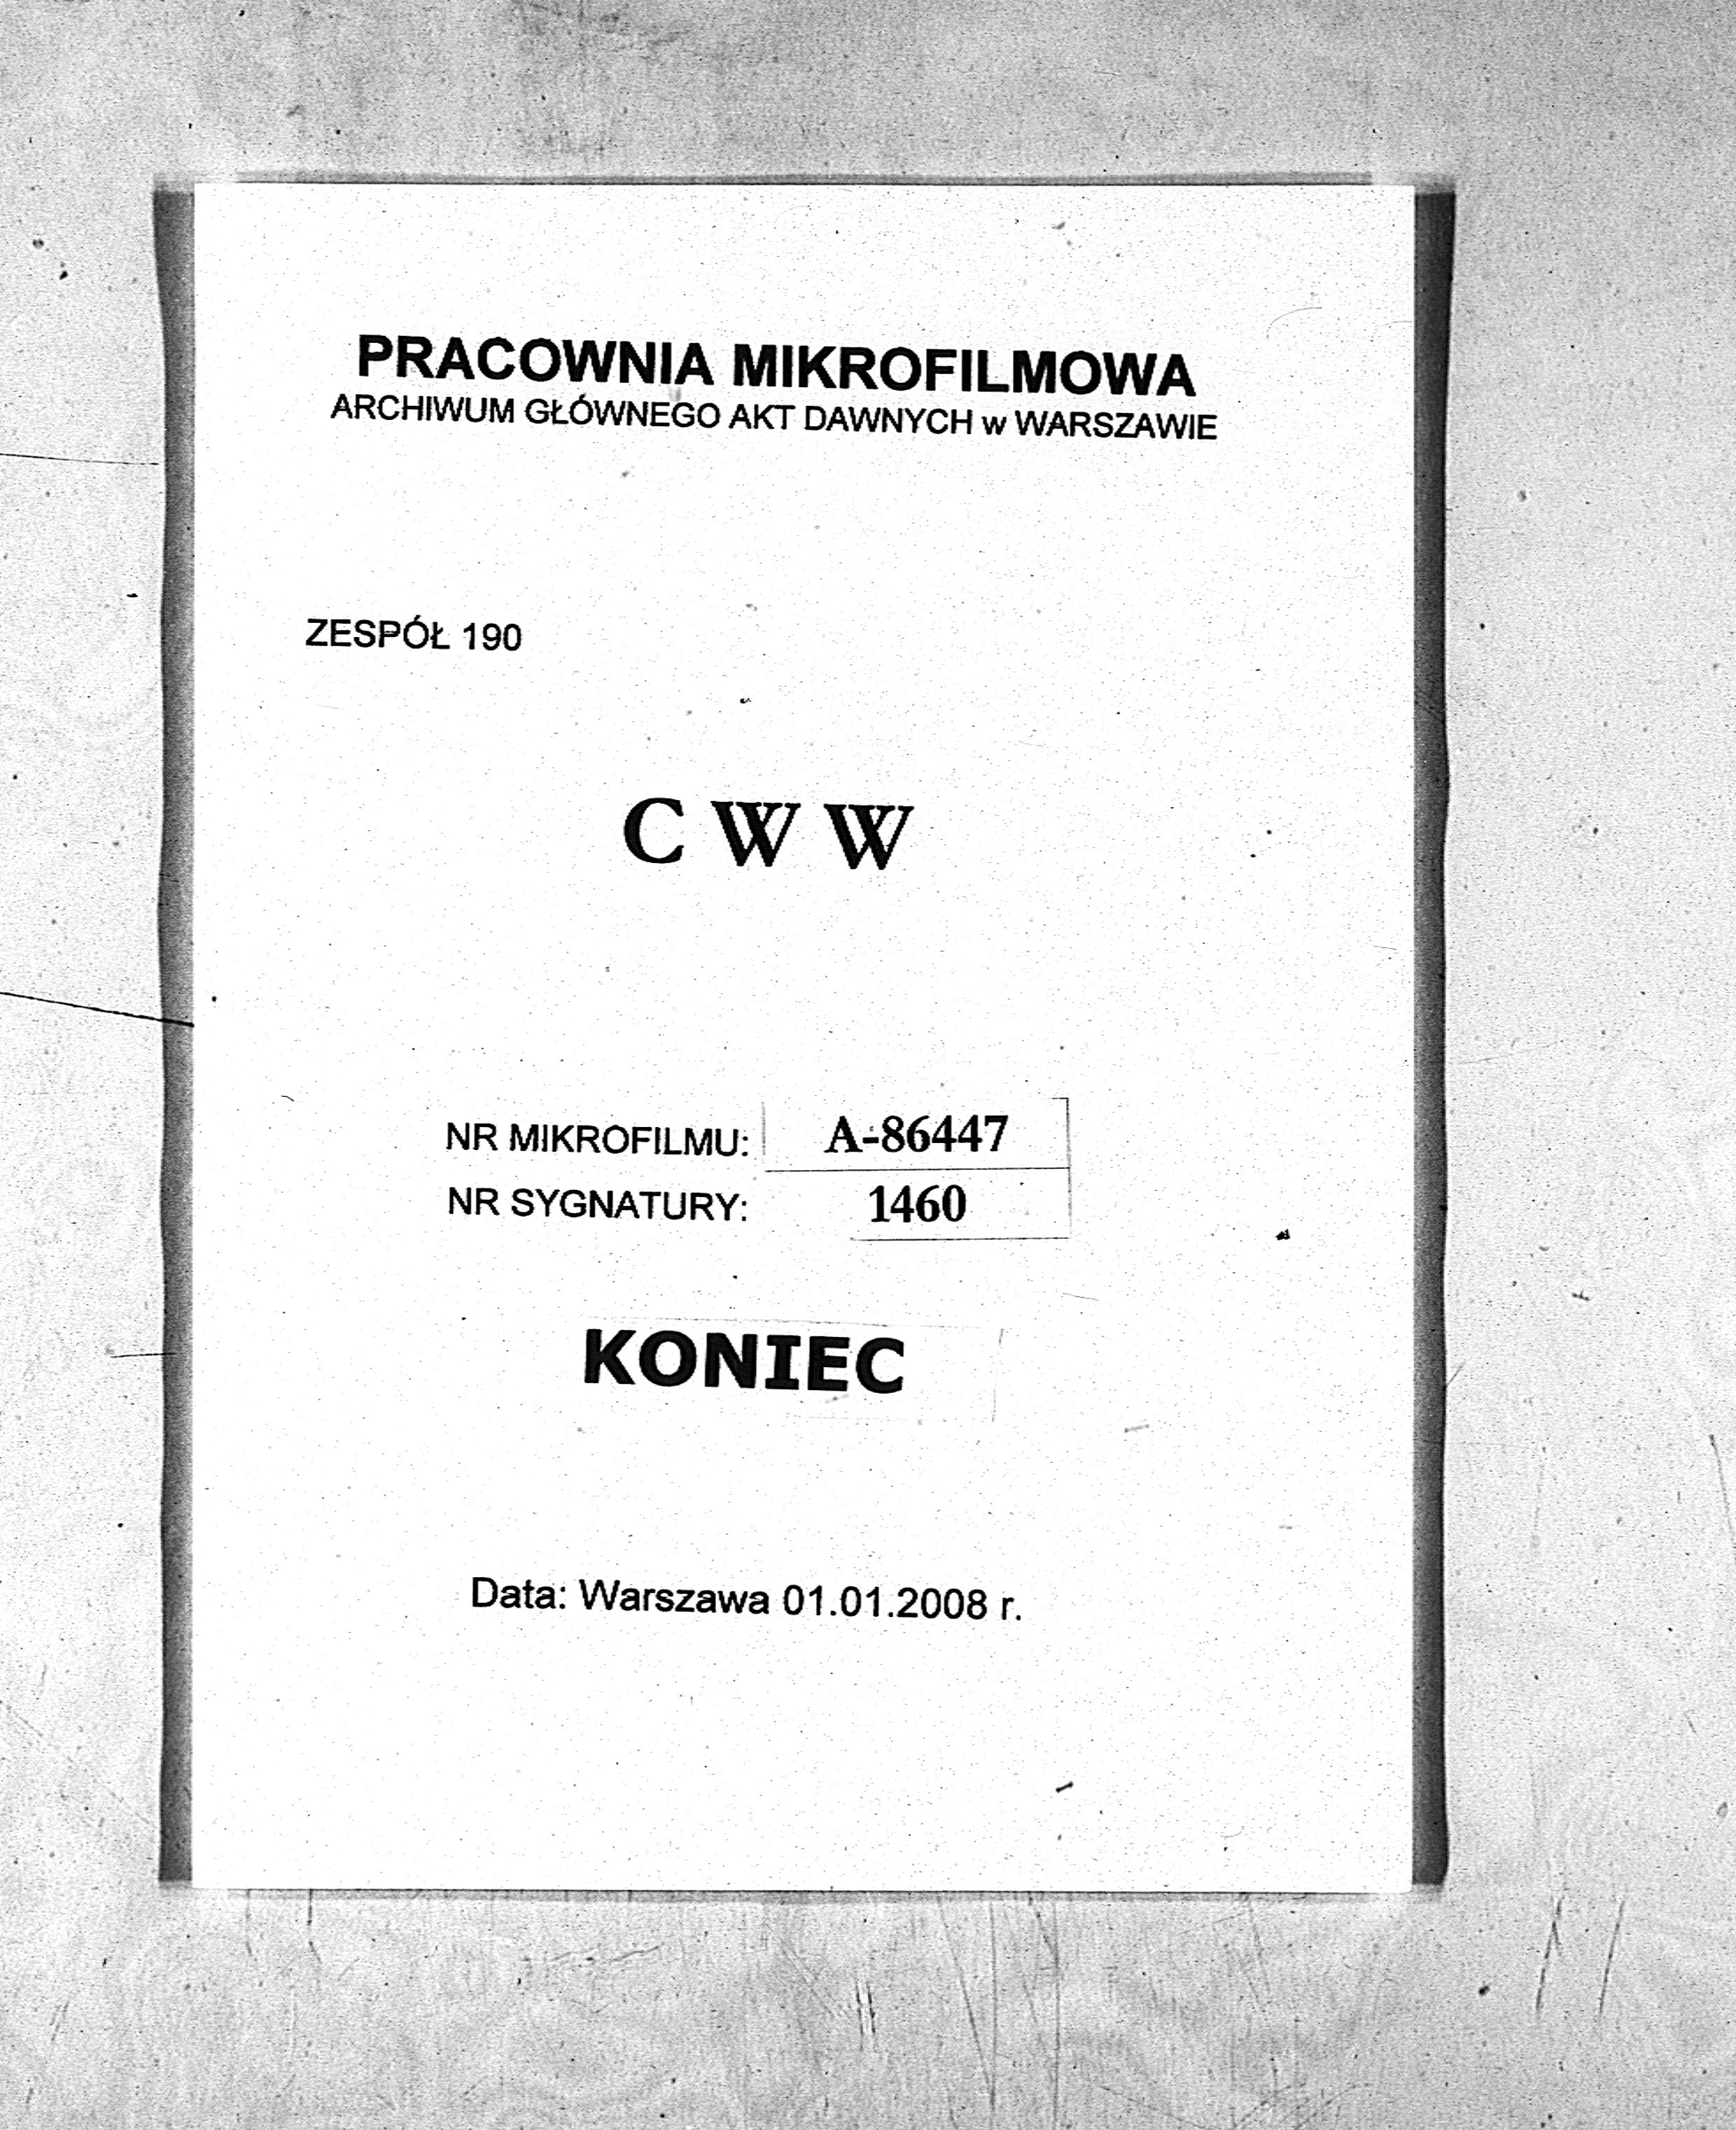 PRACOWNIA MIKROFILMOWA
ARCHIWUM GŁÓWNEGO AKT DAWNYCH w WARSZAWIE
ZESPÓŁ 190
C W W
NR MIKROFILMU: A-86447
NR SYGNATURY: 1460
KONIEC
Data: Warszawa 01.01.2008 r.